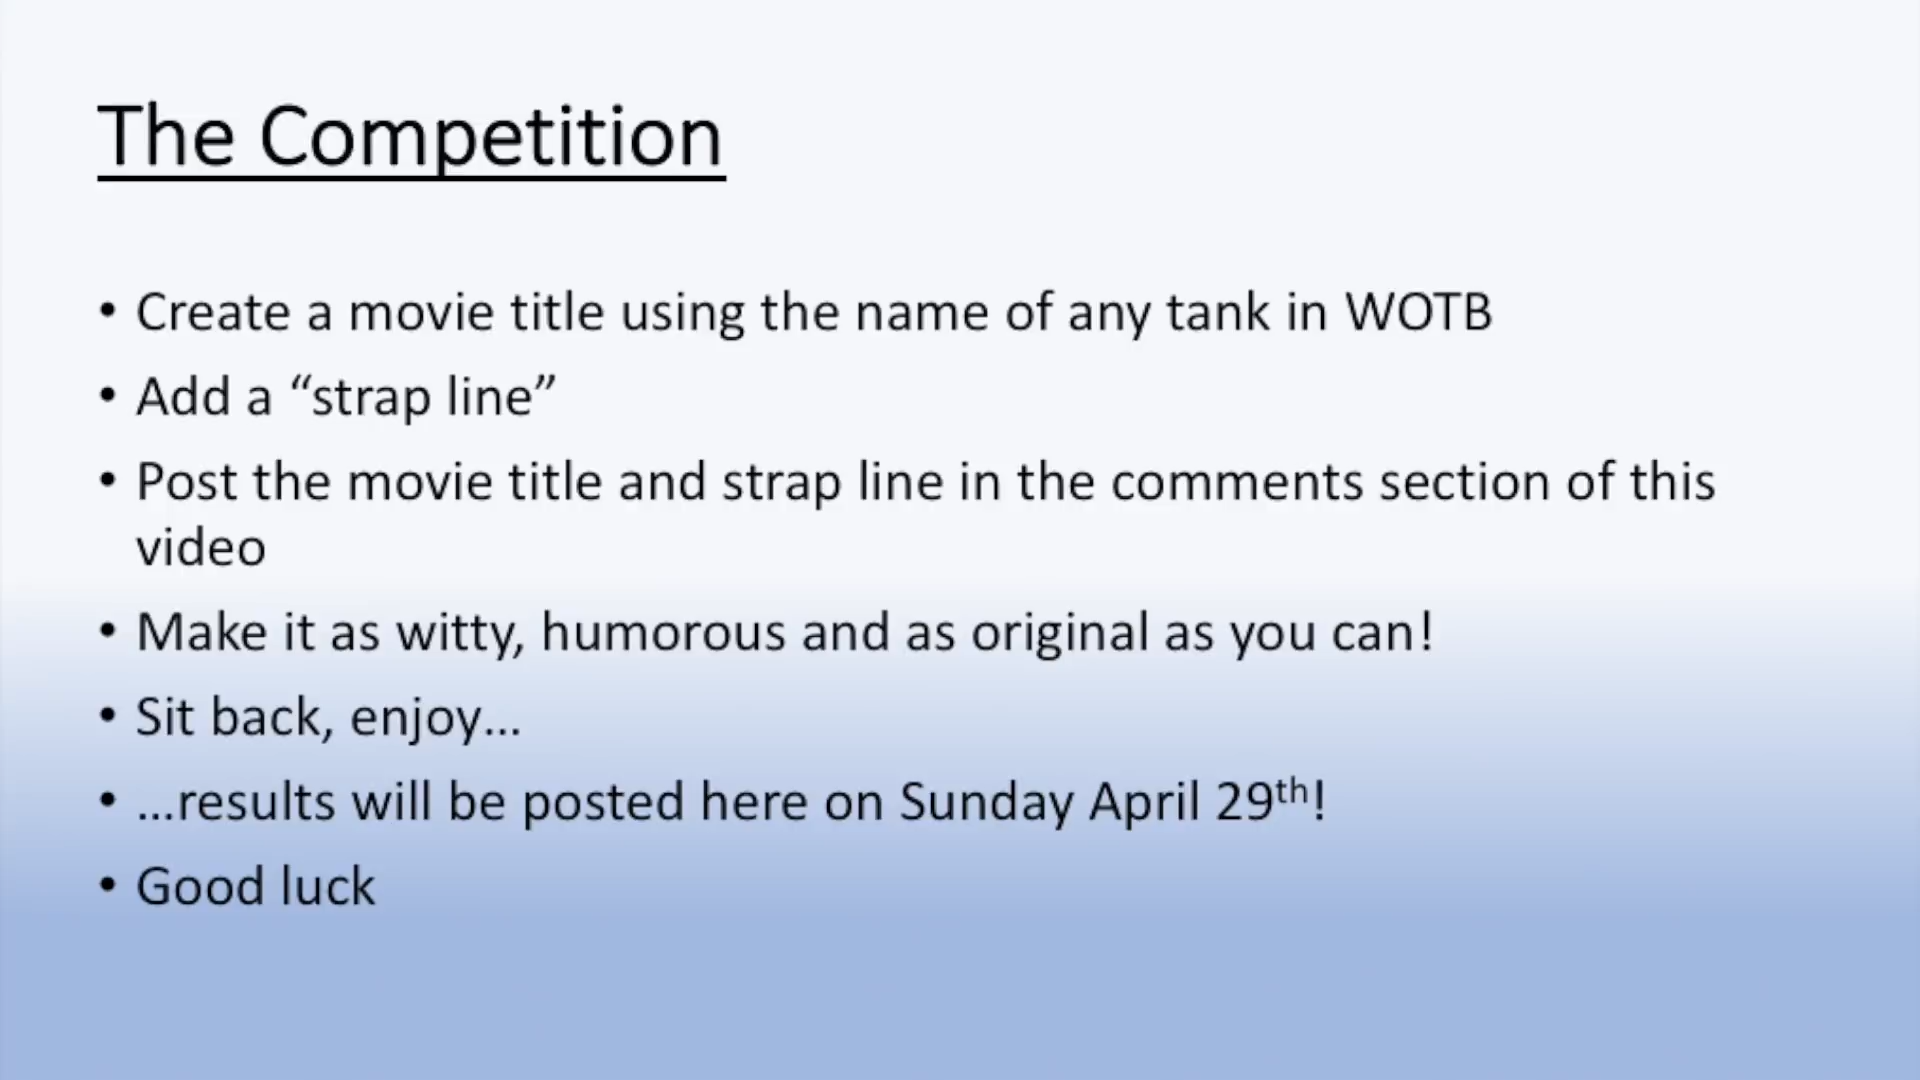 The Competition
• Create a movie title using the name of any tank in WOTB
• Add a “strap line”
• Post the movie title and strap line in the comments section of this
video
• Make it as witty, humorous and as original as you can!
• Sit back, enjoy...
• ...results will be posted here on Sunday April 29th!
• Good luck